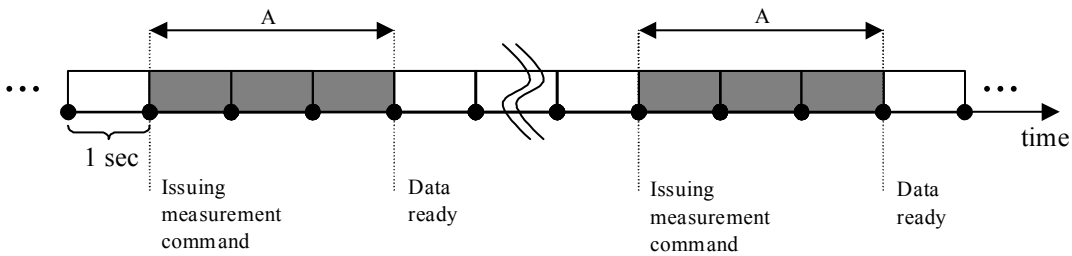 A
A
... ...
1 sec
time
Issuing
measurement
command
Data
ready
Issuing
measurement
command
Data
ready